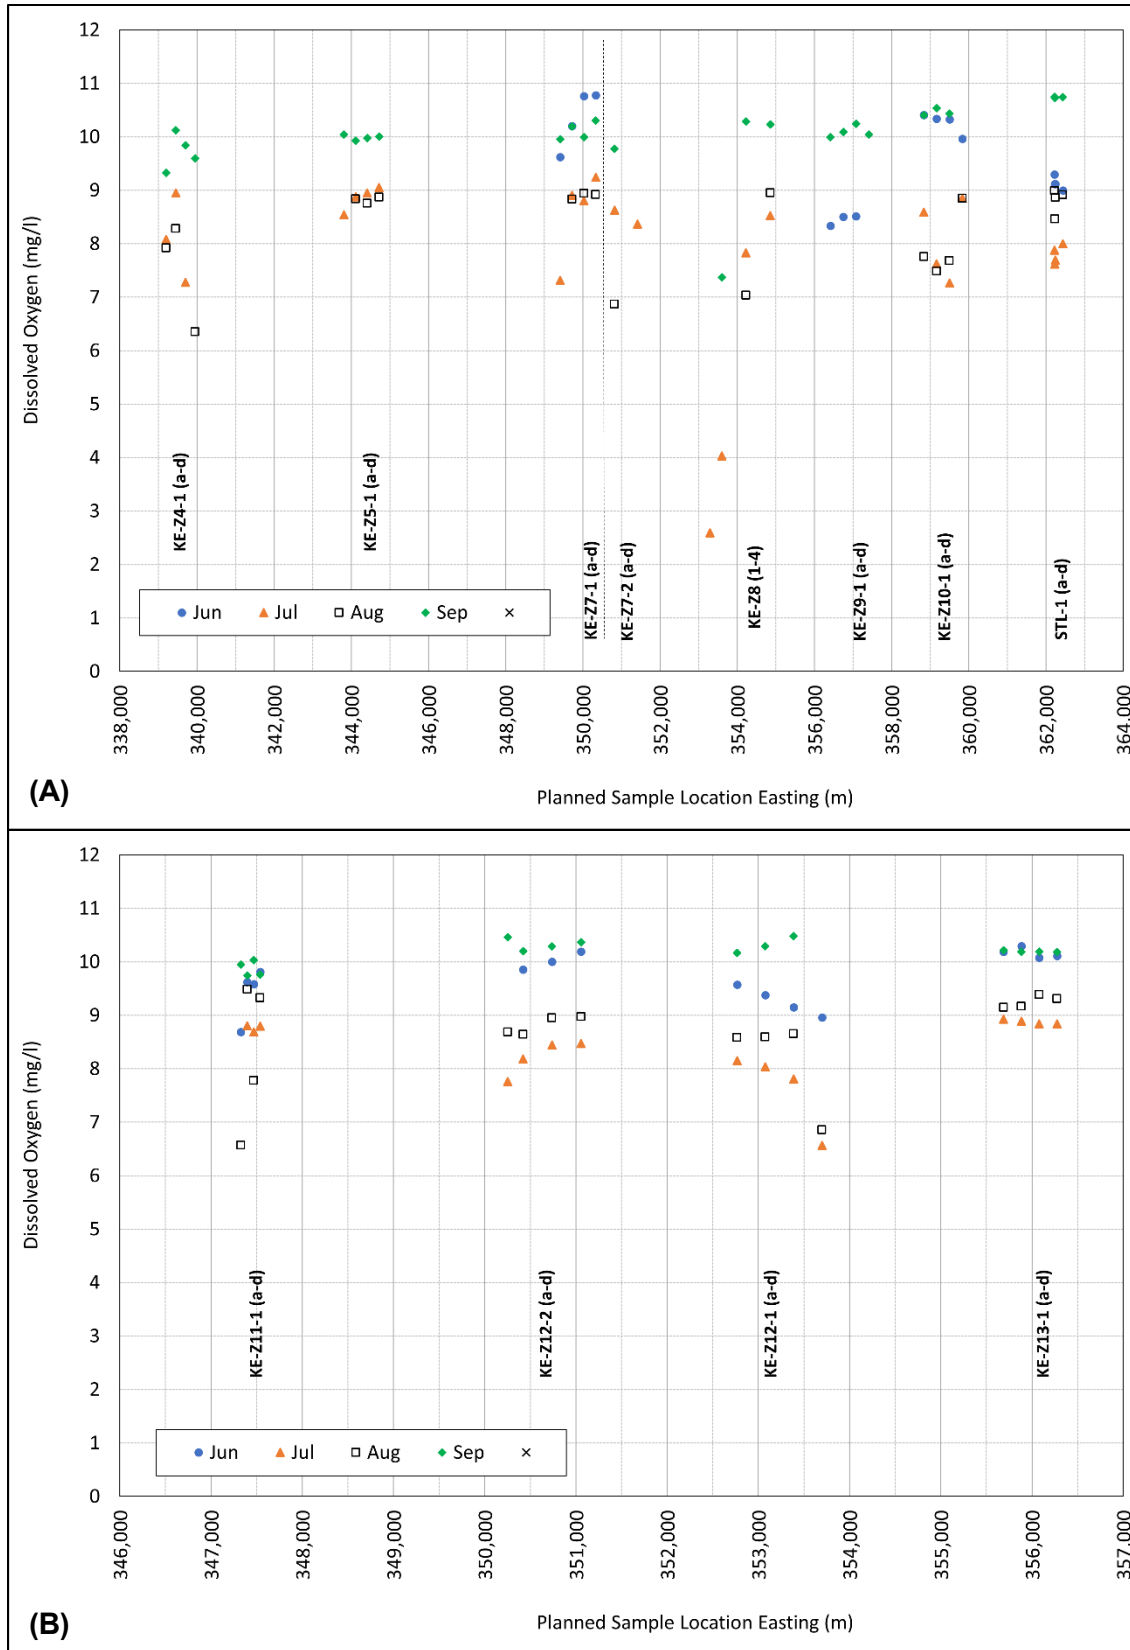 12
11
10
9
8
7
6
5
4
3
2
1
0
Dissolved Oxygen (mg/l)
KE-Z4-1 (a-d)
KE-Z5-1 (a-d)
KE-Z7-1 (a-d)
KE-Z7-2 (a-d)
KE-Z8 (1-4)
KE-Z9-1 (a-d)
KE-Z10-1 (a-d)
STL-1 (a-d)
Jun Jul Aug Sep
338,000 340,000 342,000 344,000 346,000 348,000 350,000 352,000 354,000 356,000 358,000 360,000 362,000 364,000
(A)
Planned Sample Location Easting (m)
12
11
10
9
8
7
6
5
4
3
2
1
0
Dissolved Oxygen (mg/l)
KE-Z11-1 (a-d)
KE-Z12-2 (a-d)
KE-Z12-1 (a-d)
KE-Z13-1 (a-d)
Jun Jul Aug Sep
346,000 347,000 348,000 349,000 350,000 351,000 353,000 354,000 355,000 356,000 357,000
(B)
Planned Sample Location Easting (m)